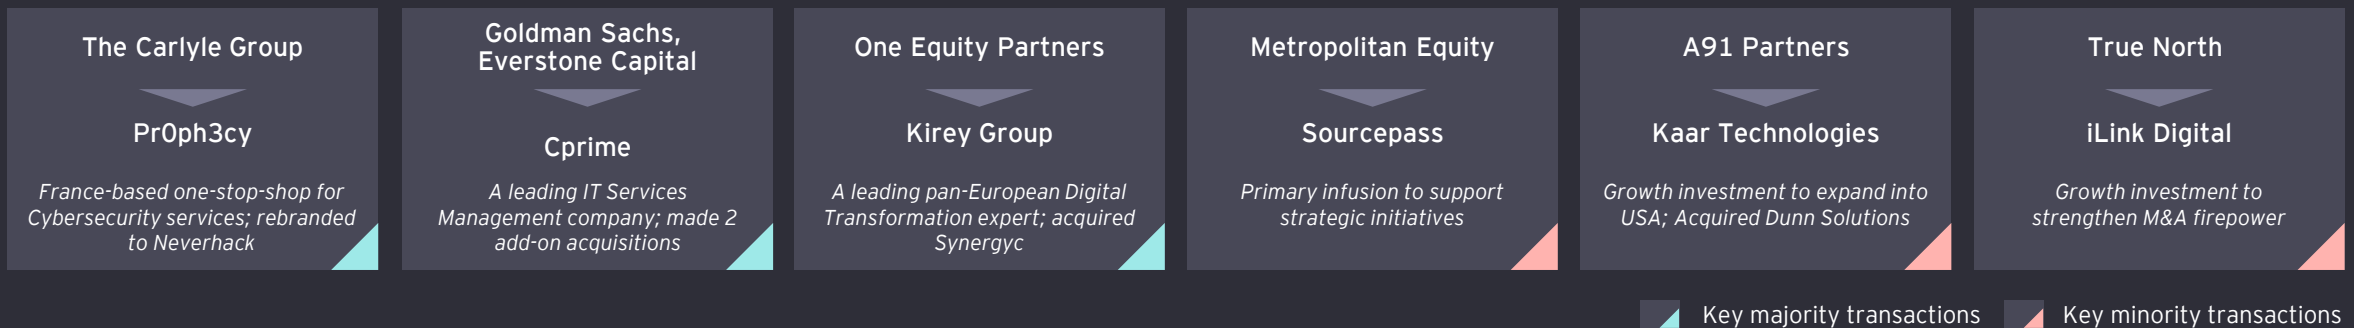 The Carlyle Group
Pr0ph3cy
France-based one-stop-shop for
Cybersecurity services; rebranded
to Neverhack
Goldman Sachs,
Everstone Capital
Cprime
A leading IT Services
Management company; made 2
add-on acquisitions
One Equity Partners
Kirey Group
A leading pan-European Digital
Transformation expert; acquired
Synergyc
Metropolitan Equity
Sourcepass
Primary infusion to support
strategic initiatives
A91 Partners
Kaar Technologies
Growth investment to expand into
USA; Acquired Dunn Solutions
True North
iLink Digital
Growth investment to
strengthen M&A firepower
Key majority transactions
Key minority transactions